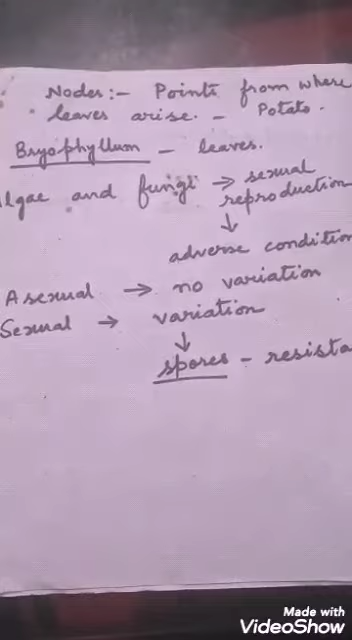 Nodes:- Points from where
leaves arise. - Potato.
Bryophyllum - leaves.
lgae and fungi → sexual
reproduction
↓
adverse condition
Asexual → no variation
Sexual → variation
↓
spores - resista
Made with
VideoShow